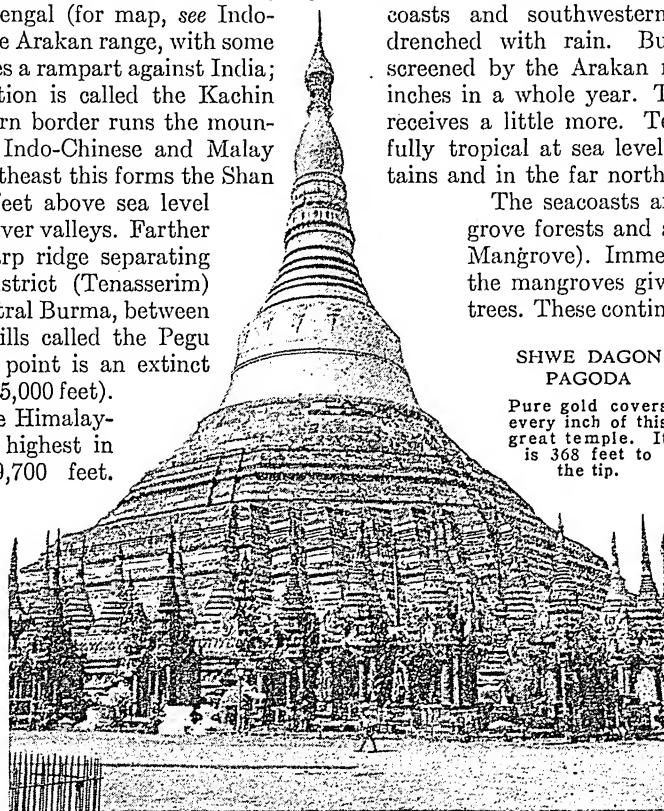 engal (for map, see Indo-
e Arakan range, with some
es a rampart against India;
tion is called the Kachin
ern border runs the moun-
Indo-Chinese and Malay
theast this forms the Shan
feet above sea level
ver valleys. Farther
arp ridge separating
strict (Tenasserim)
tral Burma, between
ills called the Pegu
point is an extinct
5,000 feet).
e Himalay-
highest in
9,700 feet.
coasts and southwestern
drenched with rain. Bu
screened by the Arakan
inches in a whole year. T
receives a little more. Te
fully tropical at sea level
tains and in the far north
The seacoasts a
grove forests and a
Mangrove). Imme
the mangroves giv
trees. These contin
SHWE DAGON
PAGODA
Pure gold covers
every inch of this
great temple. It
is 368 feet to
the tip.